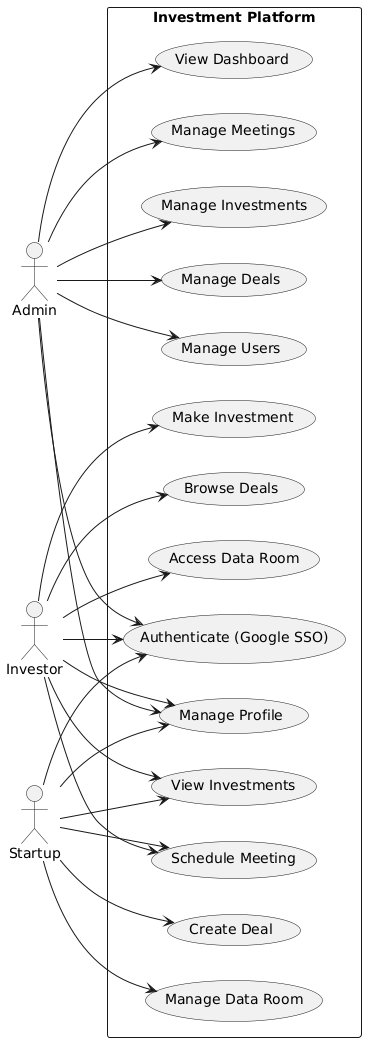 Investment Platform
View Dashboard
Manage Meetings
Manage Investments
Manage Deals
Admin
Manage Users
Make Investment
Browse Deals
Access Data Room
Authenticate (Google SSO)
Investor
Manage Profile
View Investments
Startup
Schedule Meeting
Create Deal
Manage Data Room